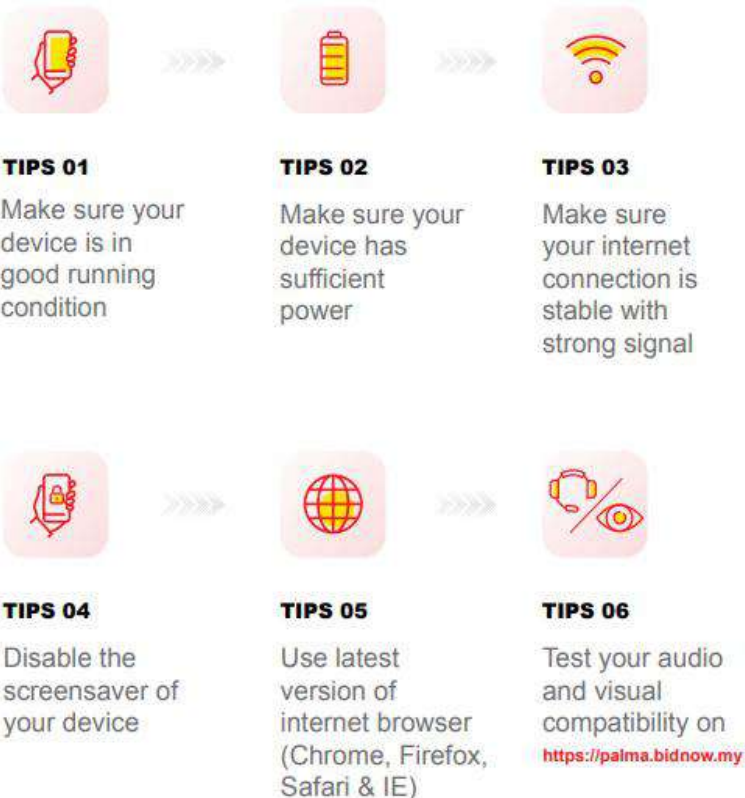 TIPS 01
Make sure your
device is in
good running
condition
TIPS 02
Make sure your
device has
sufficient
power
TIPS 03
Make sure
your internet
connection is
stable with
strong signal
TIPS 04
Disable the
screensaver of
your device
TIPS 05
Use latest
version of
internet browser
(Chrome, Firefox,
Safari & IE)
TIPS 06
Test your audio
and visual
compatibility on
https://palma.bidnow.my